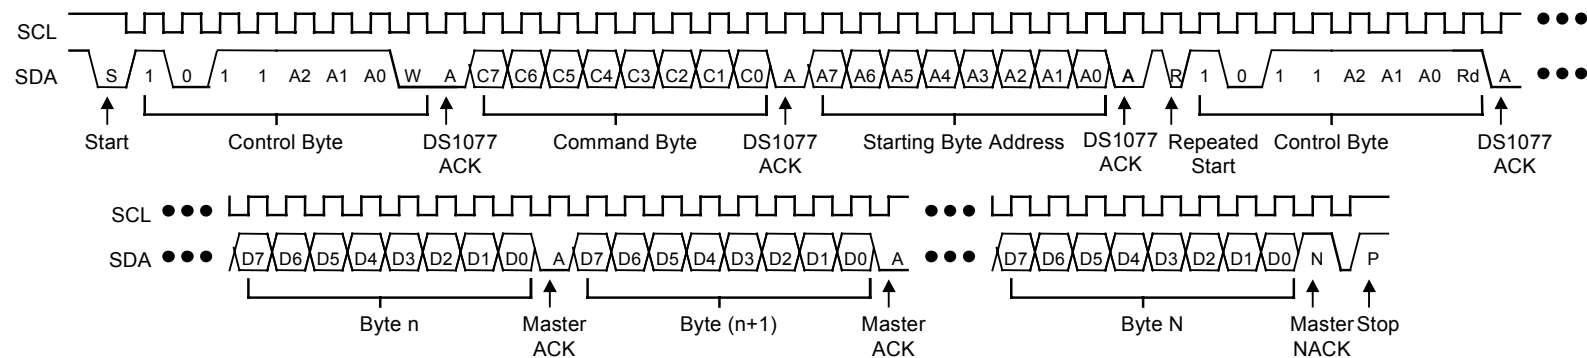 SCL
SDA S 1 0 1 1 A2 A1 A0 W A C7 C6 C5 C4 C3 C2 C1 C0 A A7 A6 A5 A4 A3 A2 A1 A0 A R 1 0 1 1 A2 A1 A0 Rd A
Start Control Byte DS1077 Command Byte DS1077 Starting Byte Address DS1077 Repeated Control Byte DS1077
ACK ACK ACK Start ACK
SCL
SDA D7 D6 D5 D4 D3 D2 D1 D0 A D7 D6 D5 D4 D3 D2 D1 D0 A D7 D6 D5 D4 D3 D2 D1 D0 N P
Byte n Master Byte (n+1) Master Byte N Master Stop
ACK ACK NACK